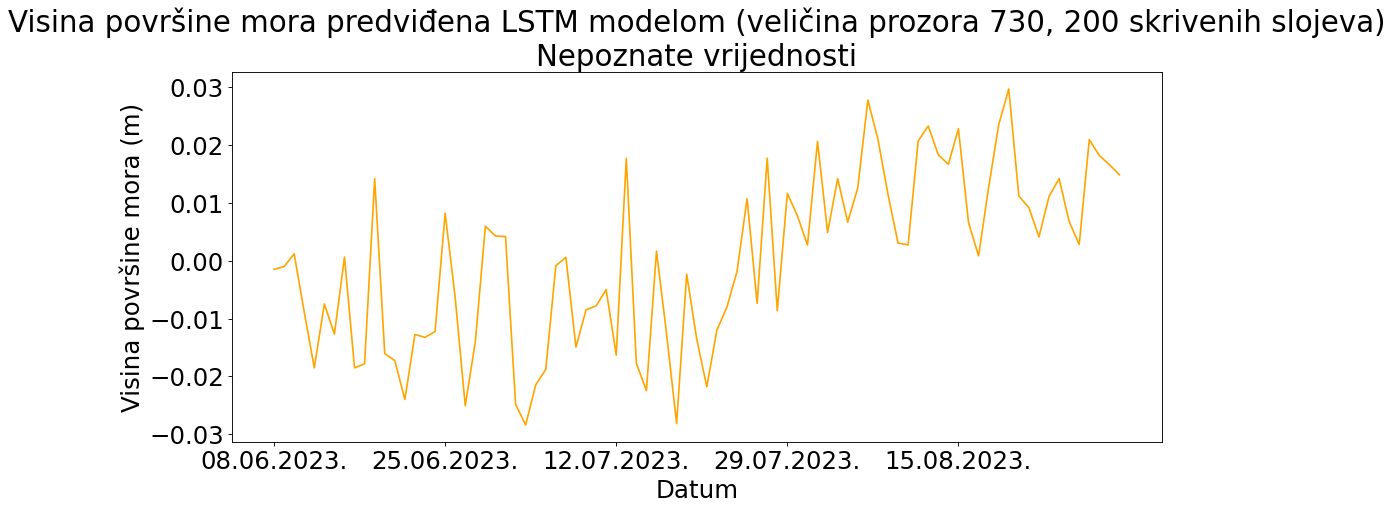 Visina površine mora predviđena LSTM modelom (veličina prozora 730, 200 skrivenih slojeva)
Nepoznate vrijednosti
Visina površine mora (m)
0.03
0.02
0.01
0.00
−0.01
−0.02
−0.03
08.06.2023. 25.06.2023. 12.07.2023. 29.07.2023. 15.08.2023.
Datum